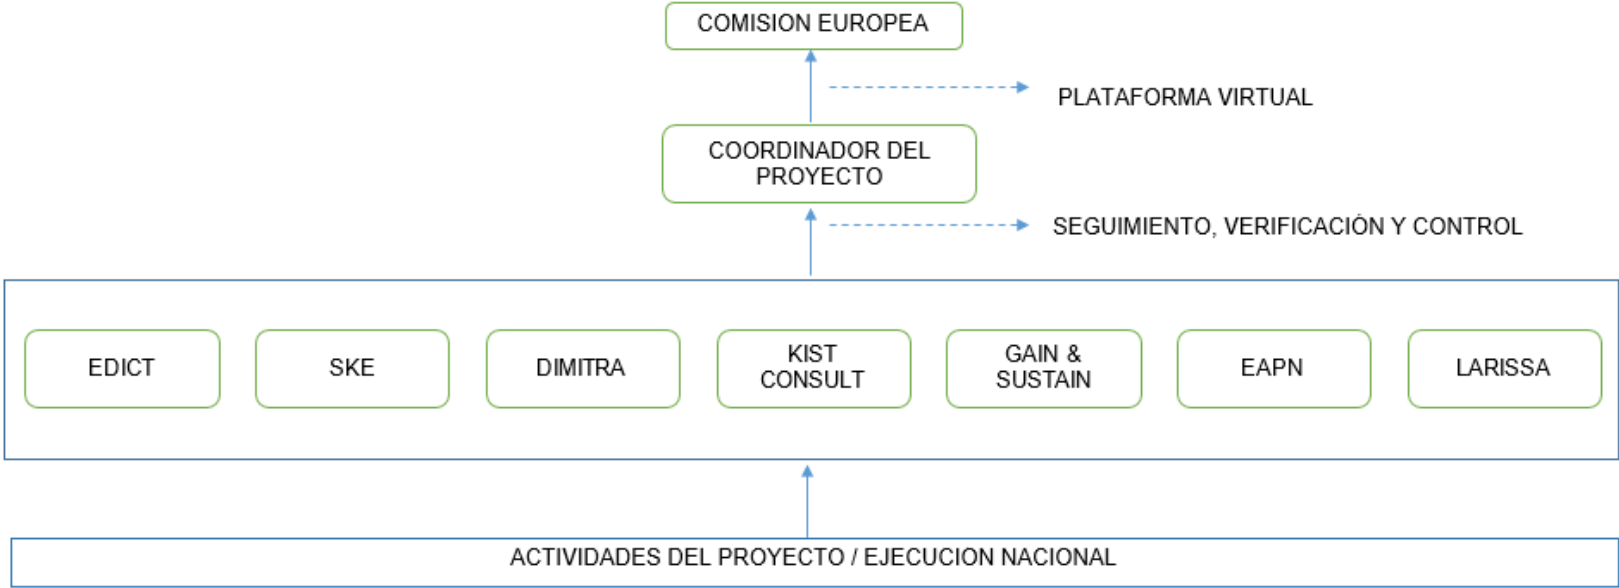 COMISION EUROPEA
PLATAFORMA VIRTUAL
COORDINADOR DEL
PROYECTO
SEGUIMIENTO, VERIFICACIÓN Y CONTROL
EDICT
SKE
DIMITRA
KIST
CONSULT
GAIN &
SUSTAIN
EAPN
LARISSA
ACTIVIDADES DEL PROYECTO / EJECUCION NACIONAL